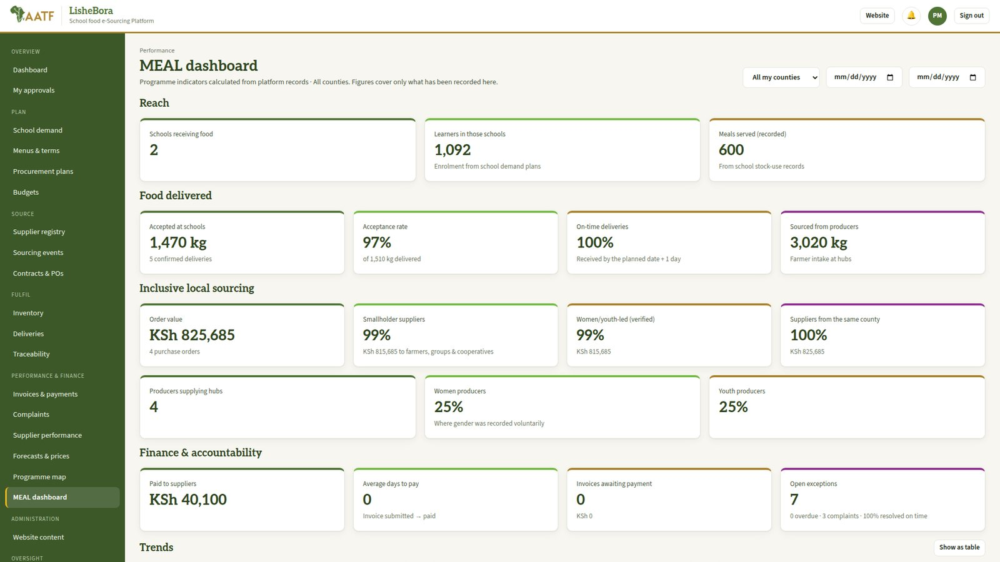 AATF
LisheBora
School food e-Sourcing Platform
Website
PM
Sign out
OVERVIEW
Dashboard
My approvals
PLAN
School demand
Menus & terms
Procurement plans
Budgets
SOURCE
Supplier registry
Sourcing events
Contracts & POs
FULFIL
Inventory
Deliveries
Traceability
PERFORMANCE & FINANCE
Invoices & payments
Complaints
Supplier performance
Forecasts & prices
Programme map
MEAL dashboard
ADMINISTRATION
Website content
OVERSIGHT
Performance
MEAL dashboard
Programme indicators calculated from platform records · All counties. Figures cover only what has been recorded here.
All my counties
mm/dd/yyyy
mm/dd/yyyy
Reach
Schools receiving food
2
Learners in those schools
1,092
Enrolment from school demand plans
Meals served (recorded)
600
From school stock-use records
Food delivered
Accepted at schools
1,470 kg
5 confirmed deliveries
Acceptance rate
97%
of 1,510 kg delivered
On-time deliveries
100%
Received by the planned date + 1 day
Sourced from producers
3,020 kg
Farmer intake at hubs
Inclusive local sourcing
Order value
KSh 825,685
4 purchase orders
Smallholder suppliers
99%
KSh 815,685 to farmers, groups & cooperatives
Women/youth-led (verified)
99%
KSh 815,685
Suppliers from the same county
100%
KSh 825,685
Producers supplying hubs
4
Women producers
25%
Where gender was recorded voluntarily
Youth producers
25%
Finance & accountability
Paid to suppliers
KSh 40,100
Average days to pay
0
Invoice submitted → paid
Invoices awaiting payment
0
KSh 0
Open exceptions
7
0 overdue · 3 complaints · 100% resolved on time
Trends
Show as table